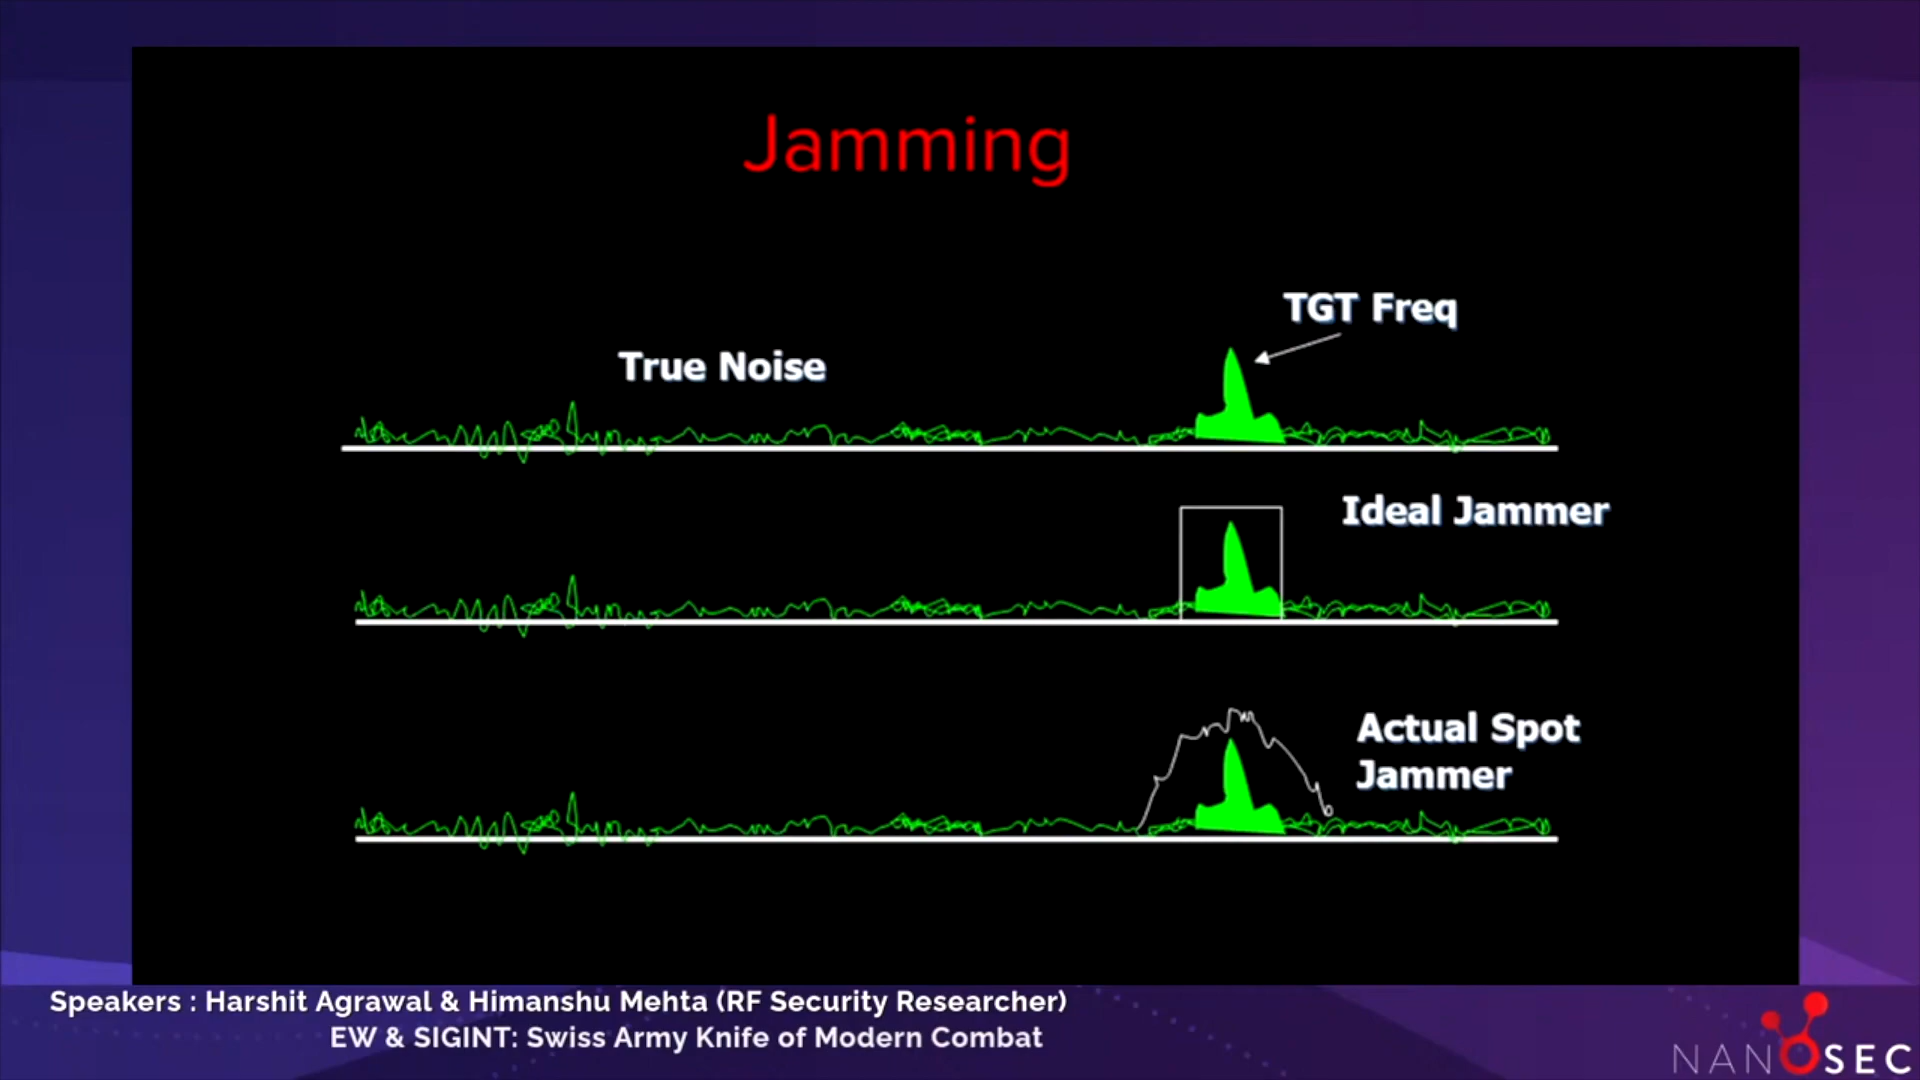 Jamming
TGT Freq
True Noise
Ideal Jammer
Actual Spot
Jammer
Speakers : Harshit Agrawal & Himanshu Mehta (RF Security Researcher)
EW & SIGINT: Swiss Army Knife of Modern Combat
NANOSEC